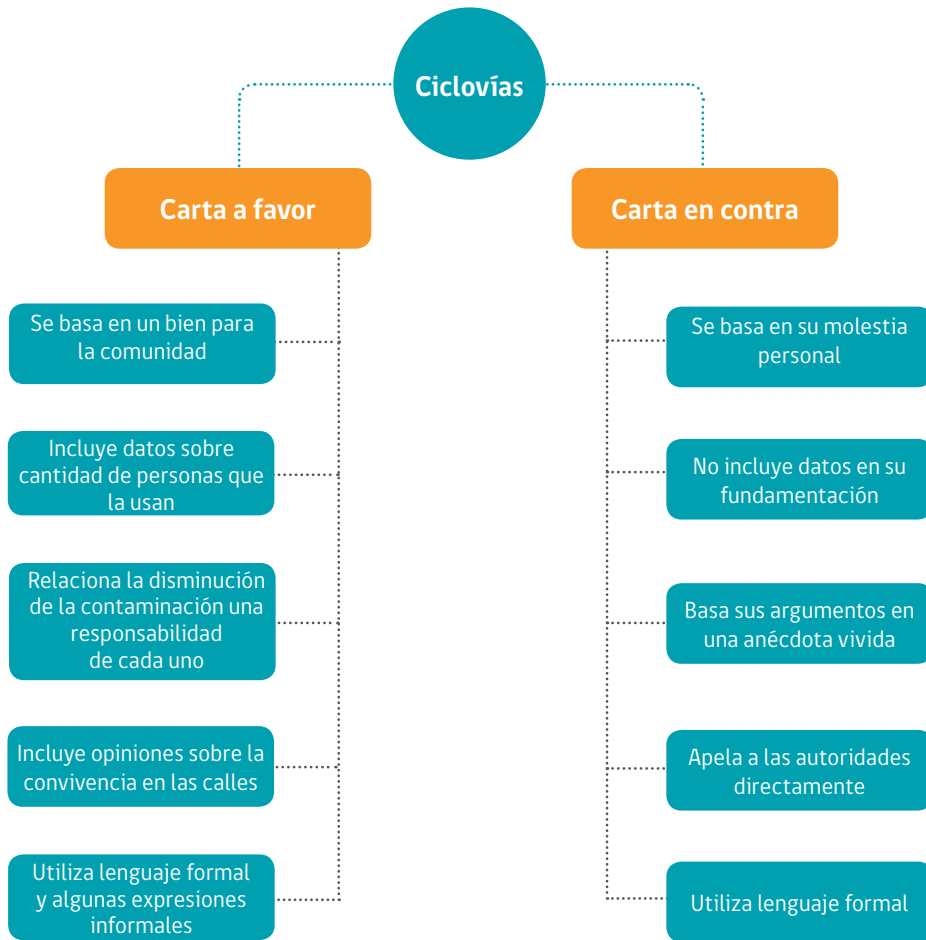 Ciclovías
Carta a favor
Se basa en un bien para
la comunidad
Incluye datos sobre
cantidad de personas que
la usan
Relaciona la disminución
de la contaminación una
responsabilidad
de cada uno
Incluye opiniones sobre la
convivencia en las calles
Utiliza lenguaje formal
y algunas expresiones
informales
Carta en contra
Se basa en su molestia
personal
No incluye datos en su
fundamentación
Basa sus argumentos en
una anécdota vivida
Apela a las autoridades
directamente
Utiliza lenguaje formal